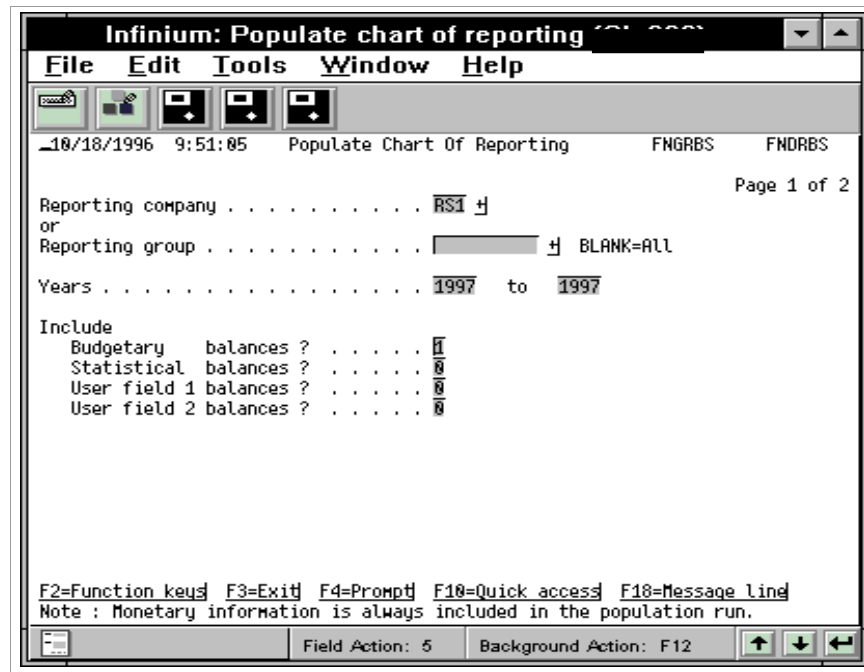 Infinium: Populate chart of reporting
File Edit Tools Window Help
10/18/1996 9:51:05 Populate Chart Of Reporting FNGRBS FNDRBS
Page 1 of 2
Reporting company . . . . . . . . . . . RS1 +
or
Reporting group . . . . . . . . . . . . + BLANK=All
Years . . . . . . . . . . . . . . . . . 1997 to 1997
Include
Budgetary balances ? . . . . . 1
Statistical balances ? . . . . . 0
User field 1 balances ? . . . . . 0
User field 2 balances ? . . . . . 0
F2=Function keys F3=Exit F4=Prompt F10=Quick access F18=Message line
Note : Monetary information is always included in the population run.
Field Action: 5 Background Action: F12